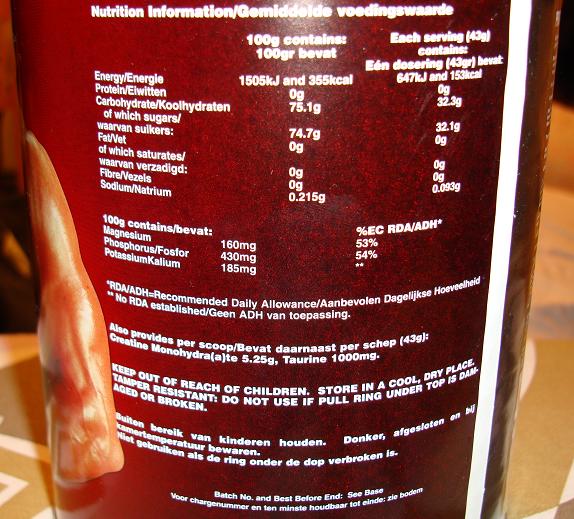 Nutrition Information/Gemiddelde voedingswaarde
100g contains: Each serving (43g)
100gr bevat contains:
Eén dosering (43gr) bevat
Energy/Energie 1505kJ and 355kcal 647kJ and 153kcal
Protein/Eiwitten 0g 0g
Carbohydrate/Koolhydraten 75.1g 32.3g
of which sugars/
waarvan suikers: 74.7g 32.1g
Fat/Vet 0g 0g
of which saturates/
waarvan verzadigd: 0g 0g
Fibre/Vezels 0g 0g
Sodium/Natrium 0.215g 0.093g
100g contains/bevat: %EC RDA/ADH*
Magnesium 160mg 53%
Phosphorus/Fosfor 430mg 54%
PotassiumKalium 185mg **
*RDA/ADH=Recommended Daily Allowance/Aanbevolen Dagelijkse Hoeveelheid
** No RDA established/Geen ADH van toepassing.
Also provides per scoop/Bevat daarnaast per schep (43g):
Creatine Monohydra(a)te 5.25g, Taurine 1000mg.
KEEP OUT OF REACH OF CHILDREN. STORE IN A COOL, DRY PLACE.
TAMPER RESISTANT: DO NOT USE IF PULL RING UNDER TOP IS DAM-
AGED OR BROKEN.
Buiten bereik van kinderen houden. Donker, afgesloten en bij
kamertemperatuur bewaren.
Niet gebruiken als de ring onder de dop verbroken is.
Batch No. and Best Before End: See Base
Voor chargenummer en ten minste houdbaar tot einde: zie bodem